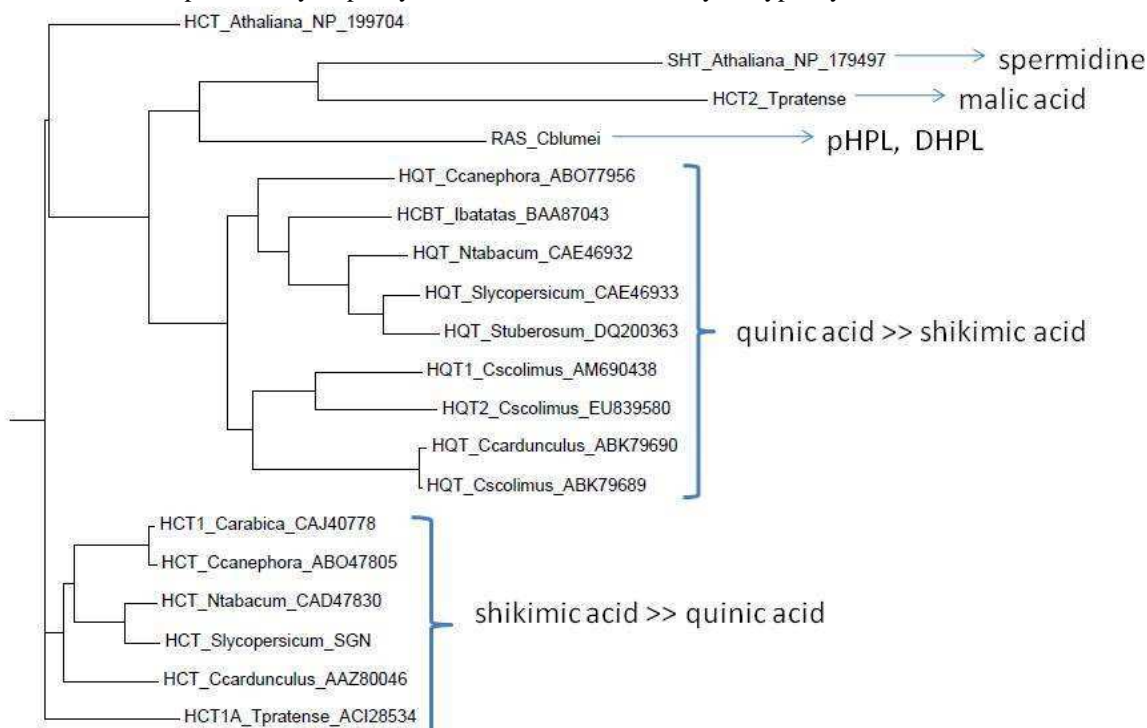 HCT_Athaliana_NP_199704
SHT_Athaliana_NP_179497
spermidine
HCT2_Tpratense
malic acid
RAS_Cblumei
pHPL, DHPL
HQT_Ccanephora_ABO77956
HCBT_Ibatatas_BAA87043
HQT_Ntabacum_CAE46932
HQT_Slycopersicum_CAE46933
HQT_Stuberosum_DQ200363
quinic acid >> shikimic acid
HQT1_Cscolimus_AM690438
HQT2_Cscolimus_EU839580
HQT_Ccardunculus_ABK79690
HQT_Cscolimus_ABK79689
HCT1_Carabica_CAJ40778
HCT_Ccanephora_ABO47805
HCT_Ntabacum_CAD47830
shikimic acid >> quinic acid
HCT_Slycopersicum_SGN
HCT_Ccardunculus_AAZ80046
HCT1A_Tpratense_ACI28534